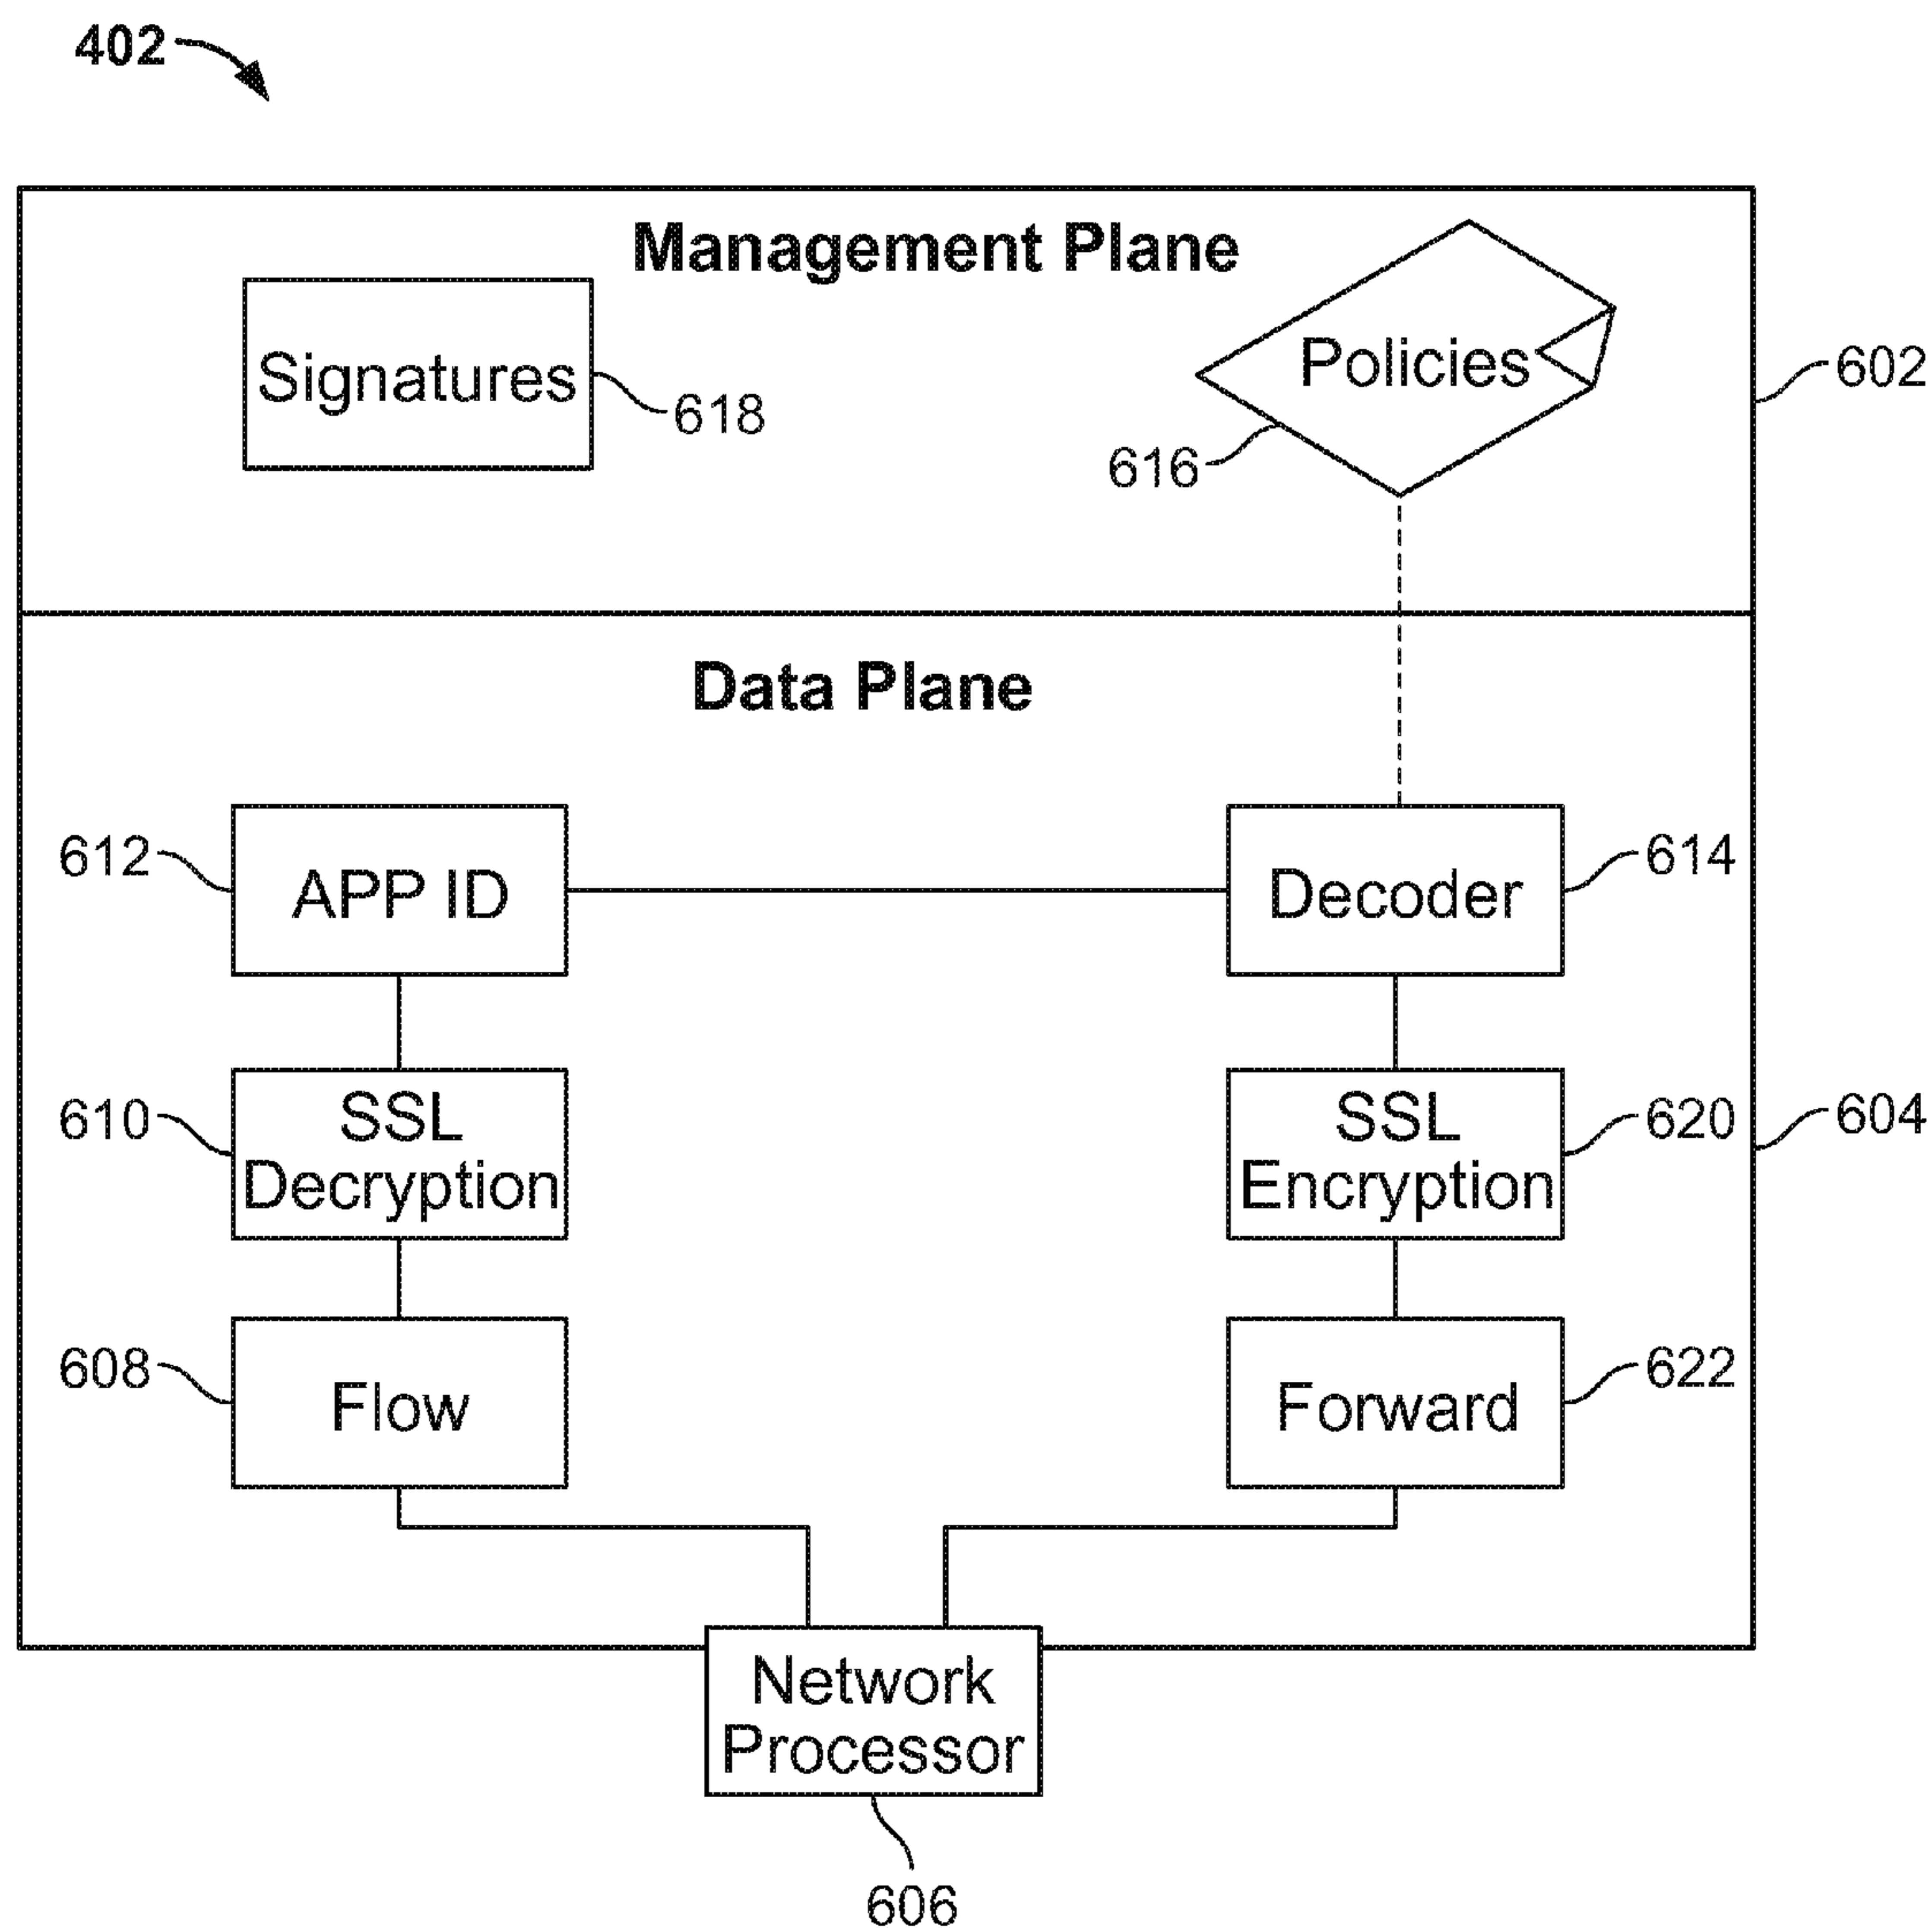 402
Management Plane
Signatures
618
Policies
616
602
Data Plane
612
APP ID
Decoder
614
610
SSL
Decryption
SSL
Encryption
620
604
608
Flow
Forward
622
Network
Processor
606